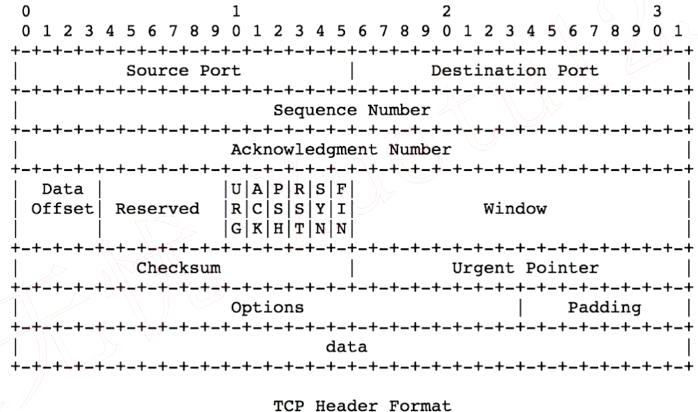 0                   1                   2                   3
 0 1 2 3 4 5 6 7 8 9 0 1 2 3 4 5 6 7 8 9 0 1 2 3 4 5 6 7 8 9 0 1
+-+-+-+-+-+-+-+-+-+-+-+-+-+-+-+-+-+-+-+-+-+-+-+-+-+-+-+-+-+-+-+-+
|          Source Port          |       Destination Port        |
+-+-+-+-+-+-+-+-+-+-+-+-+-+-+-+-+-+-+-+-+-+-+-+-+-+-+-+-+-+-+-+-+
|                        Sequence Number                        |
+-+-+-+-+-+-+-+-+-+-+-+-+-+-+-+-+-+-+-+-+-+-+-+-+-+-+-+-+-+-+-+-+
|                    Acknowledgment Number                      |
+-+-+-+-+-+-+-+-+-+-+-+-+-+-+-+-+-+-+-+-+-+-+-+-+-+-+-+-+-+-+-+-+
|  Data |           |U|A|P|R|S|F|                               |
| Offset| Reserved  |R|C|S|S|Y|I|            Window             |
|       |           |G|K|H|T|N|N|                               |
+-+-+-+-+-+-+-+-+-+-+-+-+-+-+-+-+-+-+-+-+-+-+-+-+-+-+-+-+-+-+-+-+
|           Checksum            |         Urgent Pointer        |
+-+-+-+-+-+-+-+-+-+-+-+-+-+-+-+-+-+-+-+-+-+-+-+-+-+-+-+-+-+-+-+-+
|                    Options                    |    Padding    |
+-+-+-+-+-+-+-+-+-+-+-+-+-+-+-+-+-+-+-+-+-+-+-+-+-+-+-+-+-+-+-+-+
|                             data                              |
+-+-+-+-+-+-+-+-+-+-+-+-+-+-+-+-+-+-+-+-+-+-+-+-+-+-+-+-+-+-+-+-+
TCP Header Format